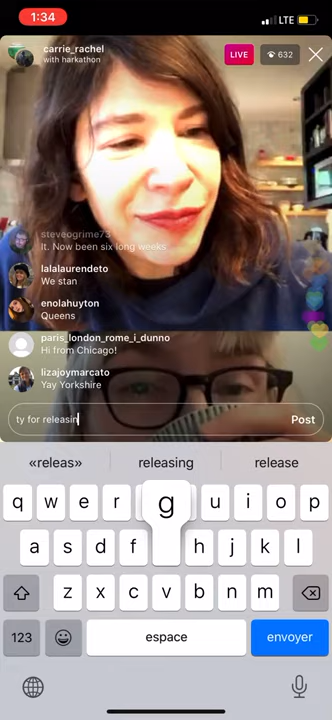 1:34
LTE
carrie_rachel
with harkathon
LIVE
632
steveogrime73
It. Now been six long weeks
lalalaurendeto
We stan
enolahuyton
Queens
paris_london_rome_i_dunno
Hi from Chicago!
lizajoymarcato
Yay Yorkshire
ty for releasin
Post
«releas»
releasing
release
q w e r g u i o p
a s d f h j k l
z x c v b n m
123
espace
envoyer